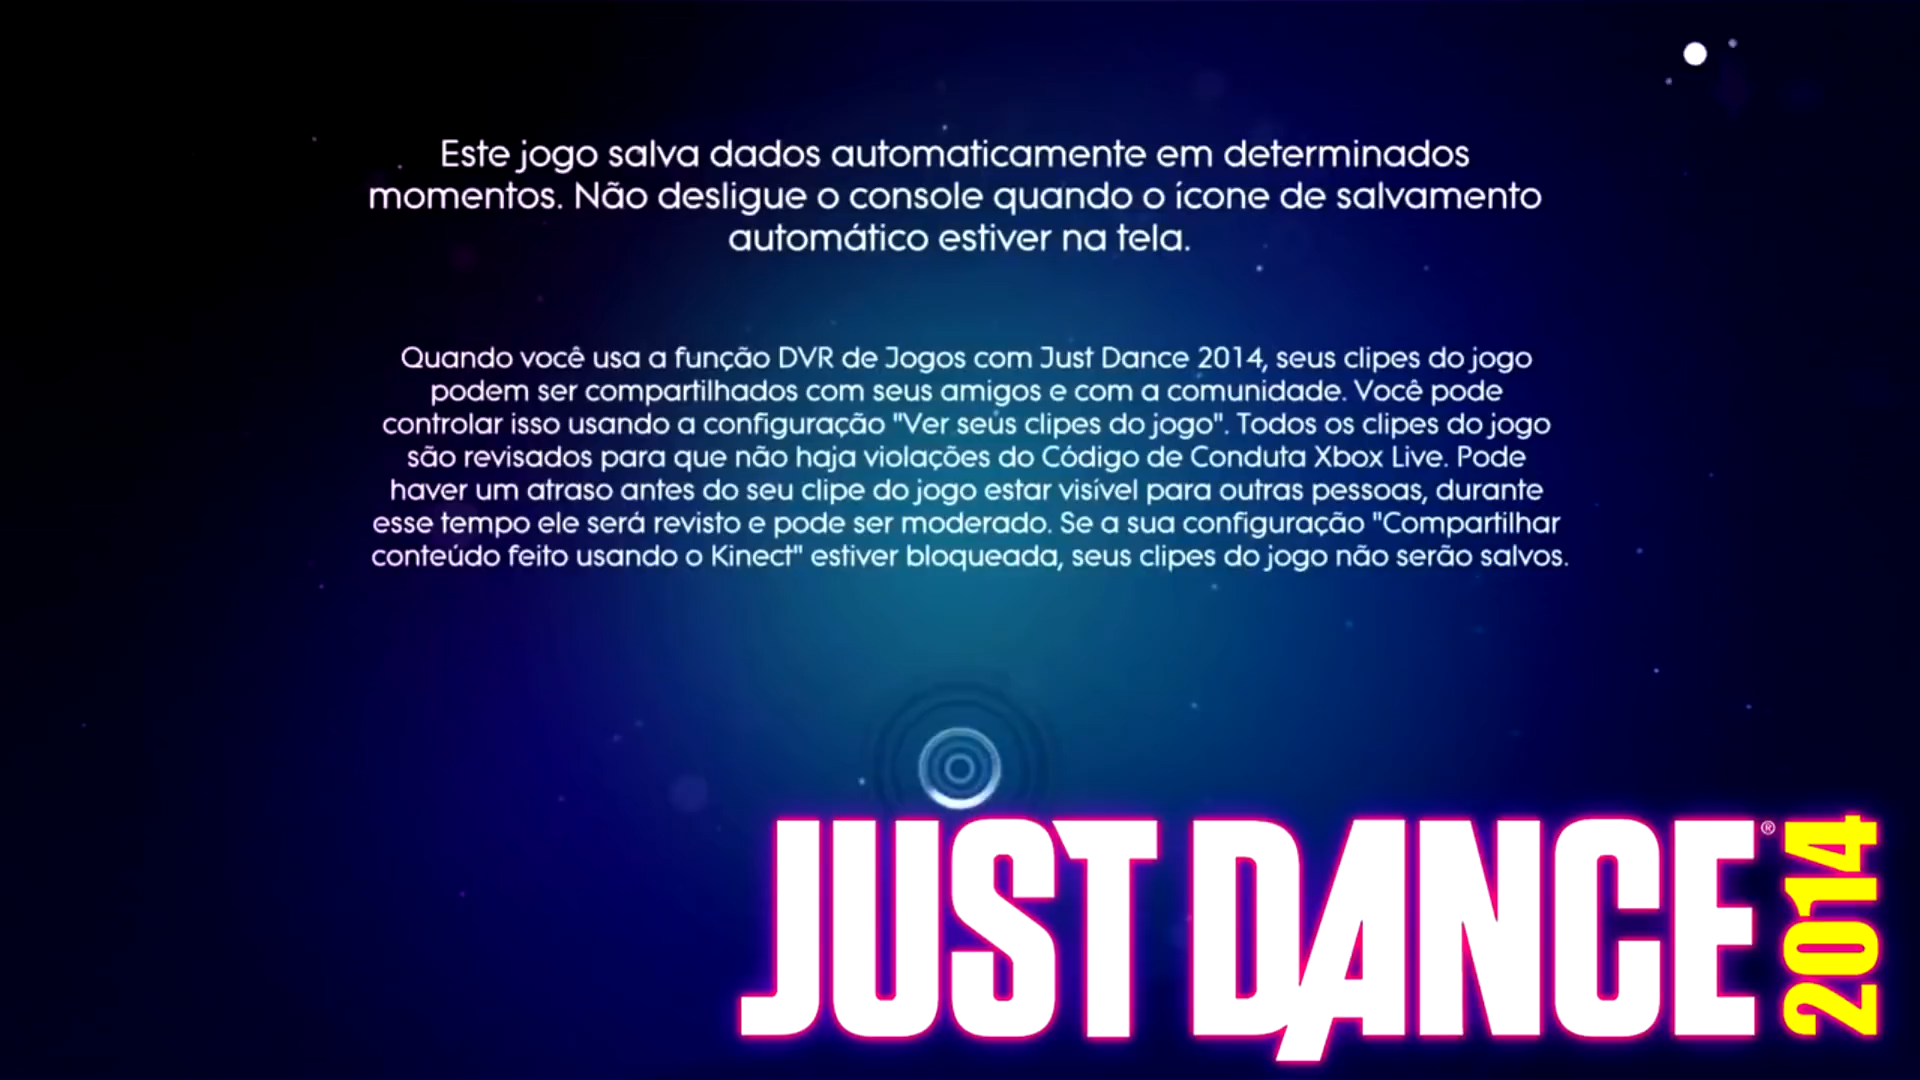 Este jogo salva dados automaticamente em determinados
momentos. Não desligue o console quando o ícone de salvamento
automático estiver na tela.
Quando você usa a função DVR de Jogos com Just Dance 2014, seus clipes do jogo
podem ser compartilhados com seus amigos e com a comunidade. Você pode
controlar isso usando a configuração "Ver seus clipes do jogo". Todos os clipes do jogo
são revisados para que não haja violações do Código de Conduta Xbox Live. Pode
haver um atraso antes do seu clipe do jogo estar visível para outras pessoas, durante
esse tempo ele será revisto e pode ser moderado. Se a sua configuração "Compartilhar
conteúdo feito usando o Kinect" estiver bloqueada, seus clipes do jogo não serão salvos.
JUST DANCE®
2014